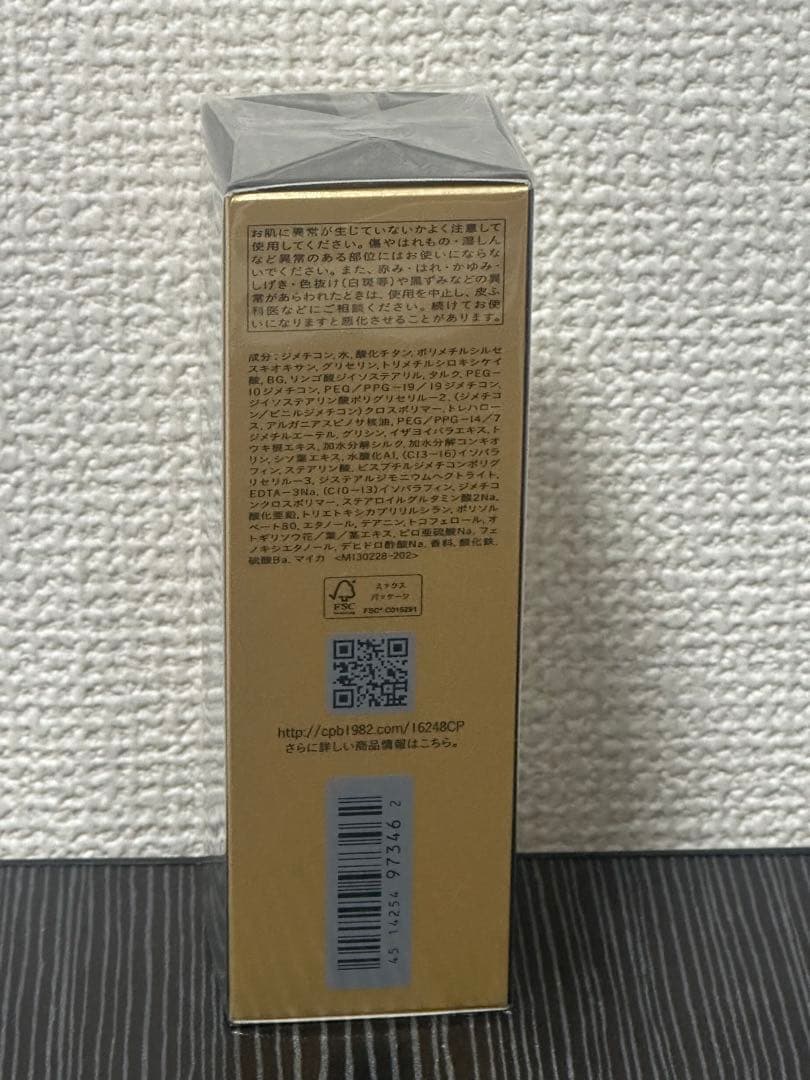 お肌に異常が生じていないかよく注意して
使用してください。傷やはれもの・湿しん
など異常のある部位にはお使いにならな
いでください。また、赤み・はれ・かゆみ・
しげき・色抜け(白斑等)や黒ずみなどの異
常があらわれたときは、使用を中止し、皮ふ
科医などにご相談ください。続けてお使
いになりますと悪化させることがあります。
成分:ジメチコン、水、酸化チタン、ポリメチルシルセ
スキオキサン、グリセリン、トリメチルシロキシケイ
酸、BG、リンゴ酸ジイソステアリル、タルク、PEG-
10ジメチコン、PEG/PPG-19/19ジメチコン、
ジイソステアリン酸ポリグリセリル-2、(ジメチコ
ン/ビニルジメチコン)クロスポリマー、トレハロー
ス、アルガニアスピノサ核油、PEG/PPG-14/7
ジメチルエーテル、グリシン、イザヨイバラエキス、ト
ウキ根エキス、加水分解シルク、加水分解コンキオ
リン、シソ葉エキス、水酸化Al、(C13-16)イソパラ
フィン、ステアリン酸、ビスブチルジメチコンポリグ
リセリル-3、ジステアルジモニウムヘクトライト、
EDTA-3Na、(C10-13)イソパラフィン、ジメチコ
ンクロスポリマー、ステアロイルグルタミン酸2Na、
酸化亜鉛、トリエトキシカプリリルシラン、ポリソル
ベート80、エタノール、テアニン、トコフェロール、オ
トギリソウ花/葉/茎エキス、ピロ亜硫酸Na、フェ
ノキシエタノール、デヒドロ酢酸Na、香料、酸化鉄、
硫酸Ba、マイカ <M130228-202>
ミックス
パッケージ
FSC
FSC® C015291
http://cpb1982.com/16248CP
さらに詳しい商品情報はこちら。
45 14254 97346 2